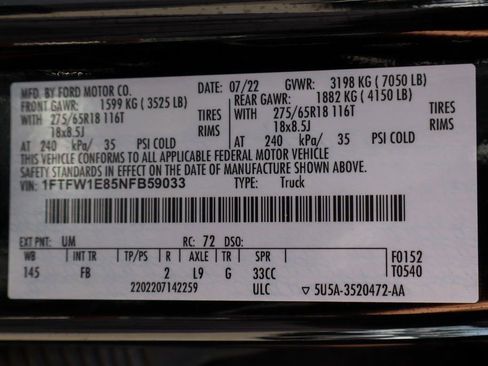 MFD. BY FORD MOTOR CO. DATE: 07/22 GVWR: 3198 KG (7050 LB)
FRONT GAWR: 1599 KG (3525 LB) REAR GAWR: 1882 KG (4150 LB)
WITH 275/65R18 116T TIRES WITH 275/65R18 116T TIRES
18x8.5J RIMS 18x8.5J RIMS
AT 240 kPa/ 35 PSI COLD AT 240 kPa/ 35 PSI COLD
THIS VEHICLE CONFORMS TO ALL APPLICABLE FEDERAL MOTOR VEHICLE
SAFETY STANDARDS IN EFFECT ON THE DATE OF MANUFACTURE SHOWN ABOVE.
VIN: 1FTFW1E85NFB59033 TYPE: Truck
EXT PNT: UM RC: 72 DSO:
WB INT TR TP/PS R AXLE TR SPR F0152
145 FB 2 L9 G 33CC T0540
2202207142259 ULC ▽ 5U5A-3520472-AA